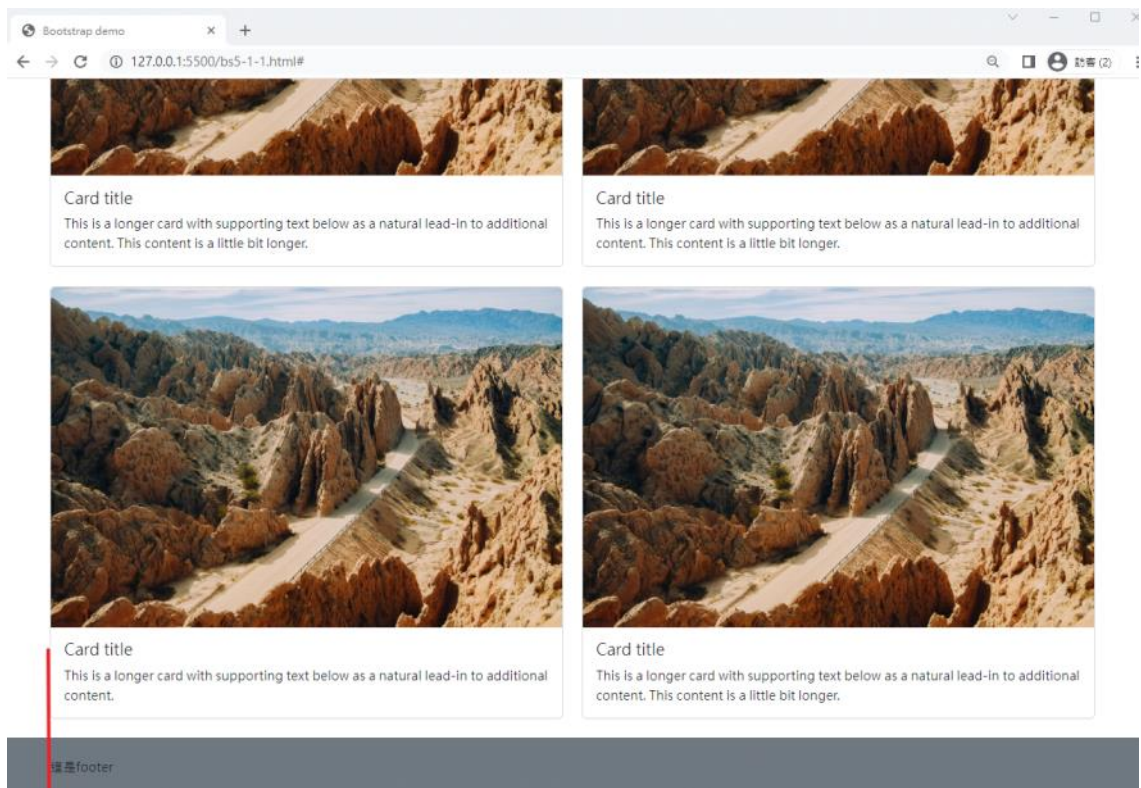 Bootstrap demo
127.0.0.1:5500/bs5-1-1.html#
訪客 (2)
Card title
This is a longer card with supporting text below as a natural lead-in to additional
content. This content is a little bit longer.
Card title
This is a longer card with supporting text below as a natural lead-in to additional
content. This content is a little bit longer.
Card title
This is a longer card with supporting text below as a natural lead-in to additional
content.
Card title
This is a longer card with supporting text below as a natural lead-in to additional
content. This content is a little bit longer.
這是footer